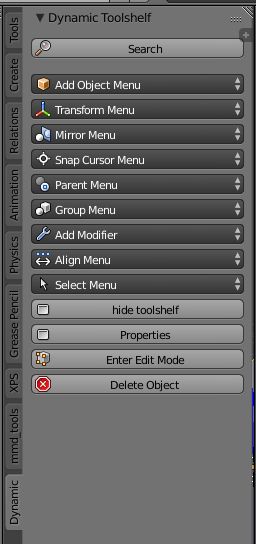 Dynamic Toolshelf
Search
Add Object Menu
Transform Menu
Mirror Menu
Snap Cursor Menu
Parent Menu
Group Menu
Add Modifier
Align Menu
Select Menu
hide toolshelf
Properties
Enter Edit Mode
Delete Object
Tools
Create
Relations
Animation
Physics
Grease Pencil
XPS
mmd_tools
Dynamic